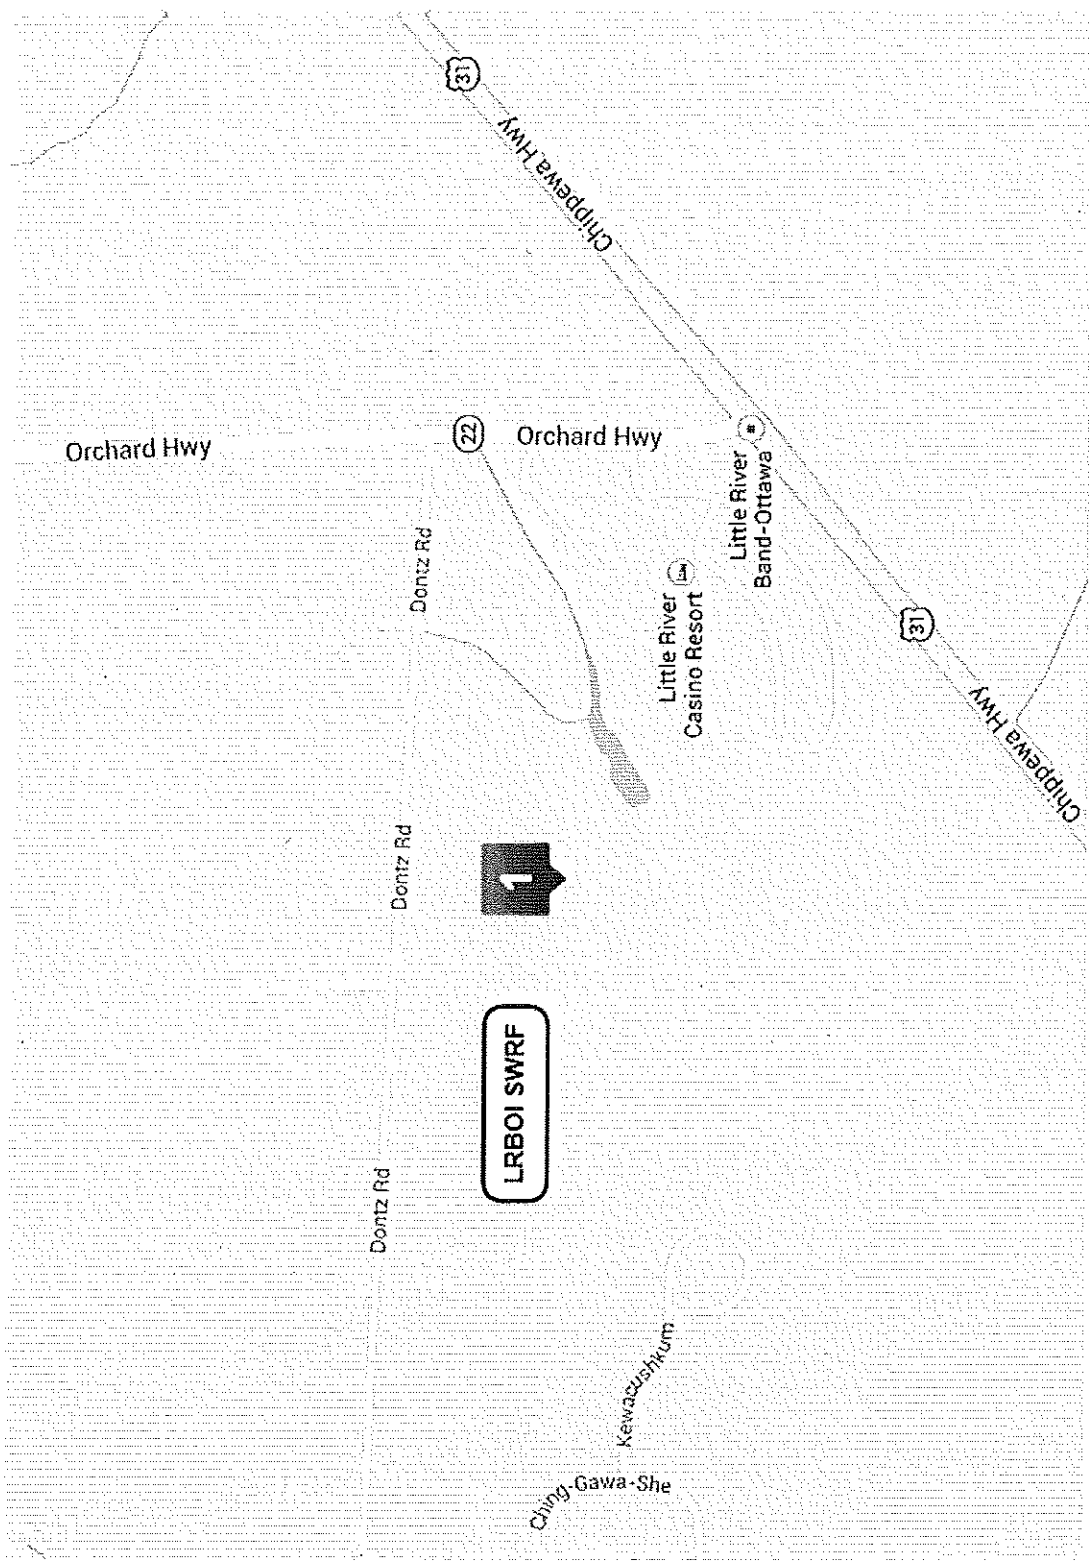 Orchard Hwy
Dontz Rd
Dontz Rd
Dontz Rd
22
31
LRBOI SWRF
1
Orchard Hwy
Chippewa Hwy
Ching-Gawa-She
Kewacushkum
Little River
Casino Resort
Little River
Band-Ottawa
31
Chippewa Hwy